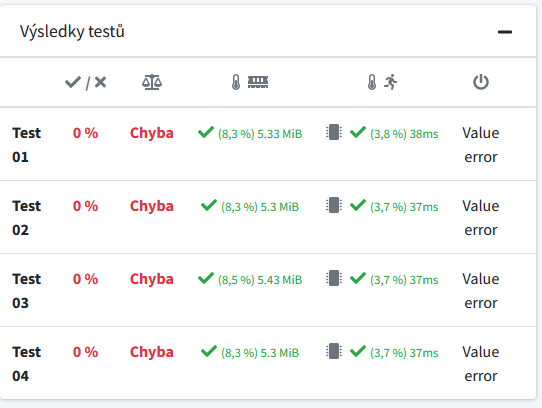 Výsledky testů
/
Test 01 0 % Chyba (8,3 %) 5.33 MiB (3,8 %) 38ms Value error
Test 02 0 % Chyba (8,3 %) 5.3 MiB (3,7 %) 37ms Value error
Test 03 0 % Chyba (8,5 %) 5.43 MiB (3,7 %) 37ms Value error
Test 04 0 % Chyba (8,3 %) 5.3 MiB (3,7 %) 37ms Value error